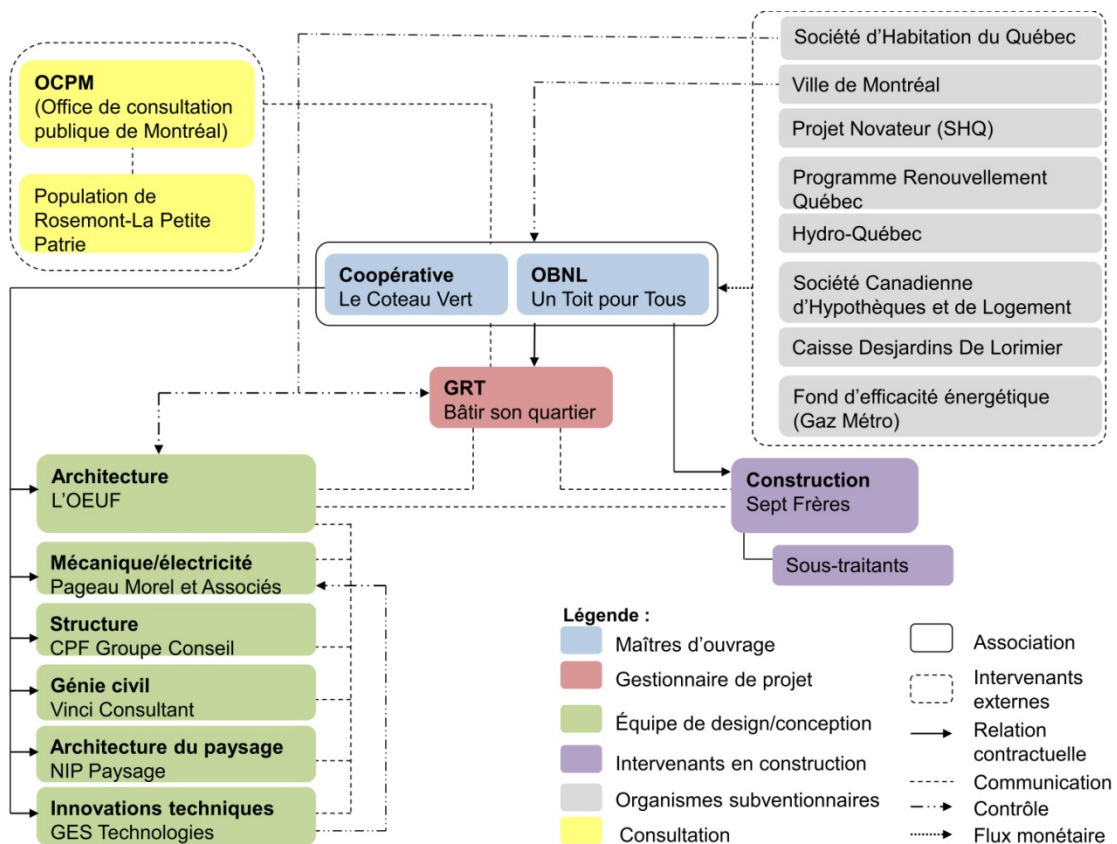 OCPM
(Office de consultation
publique de Montréal)
Population de
Rosemont-La Petite
Patrie
Société d’Habitation du Québec
Ville de Montréal
Projet Novateur (SHQ)
Programme Renouvellement
Québec
Hydro-Québec
Société Canadienne
d’Hypothèques et de Logement
Caisse Desjardins De Lorimier
Fond d’efficacité énergétique
(Gaz Métro)
Coopérative
Le Coteau Vert
OBNL
Un Toit pour Tous
GRT
Bâtir son quartier
Architecture
L’OEUF
Mécanique/électricité
Pageau Morel et Associés
Structure
CPF Groupe Conseil
Génie civil
Vinci Consultant
Architecture du paysage
NIP Paysage
Innovations techniques
GES Technologies
Construction
Sept Frères
Sous-traitants
Légende :
Maîtres d’ouvrage
Gestionnaire de projet
Équipe de design/conception
Intervenants en construction
Organismes subventionnaires
Consultation
Association
Intervenants
externes
Relation
contractuelle
Communication
Contrôle
Flux monétaire